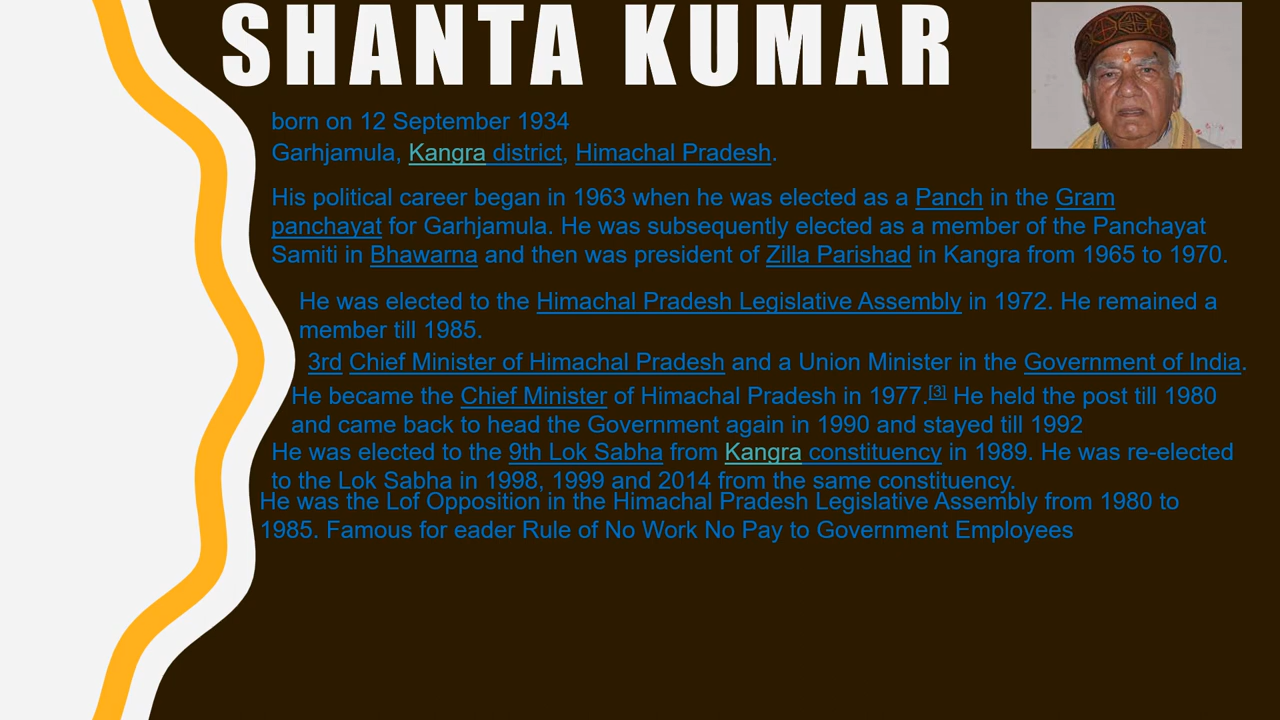 SHANTA KUMAR
born on 12 September 1934
Garhjamula, Kangra district, Himachal Pradesh.
His political career began in 1963 when he was elected as a Panch in the Gram
panchayat for Garhjamula. He was subsequently elected as a member of the Panchayat
Samiti in Bhawarna and then was president of Zilla Parishad in Kangra from 1965 to 1970.
He was elected to the Himachal Pradesh Legislative Assembly in 1972. He remained a
member till 1985.
3rd Chief Minister of Himachal Pradesh and a Union Minister in the Government of India.
He became the Chief Minister of Himachal Pradesh in 1977.[3] He held the post till 1980
and came back to head the Government again in 1990 and stayed till 1992
He was elected to the 9th Lok Sabha from Kangra constituency in 1989. He was re-elected
to the Lok Sabha in 1998, 1999 and 2014 from the same constituency.
He was the Lof Opposition in the Himachal Pradesh Legislative Assembly from 1980 to
1985. Famous for eader Rule of No Work No Pay to Government Employees